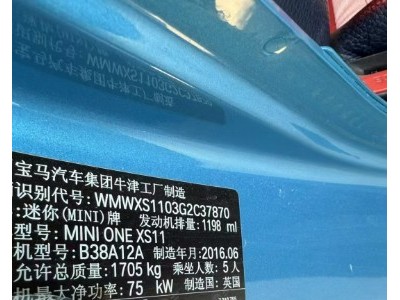 宝马汽车集团牛津工厂制造
识别代号: WMWXS1103G2C37870
:迷你(MINI)牌 发动机排量: 1198 ml
型号: MINI ONE XS11
机型号: B38A12A 制造年月:2016.06
允许总质量: 1705 kg 乘坐人数: 5 人
机最大净功率: 75 kW 制造国: 英国